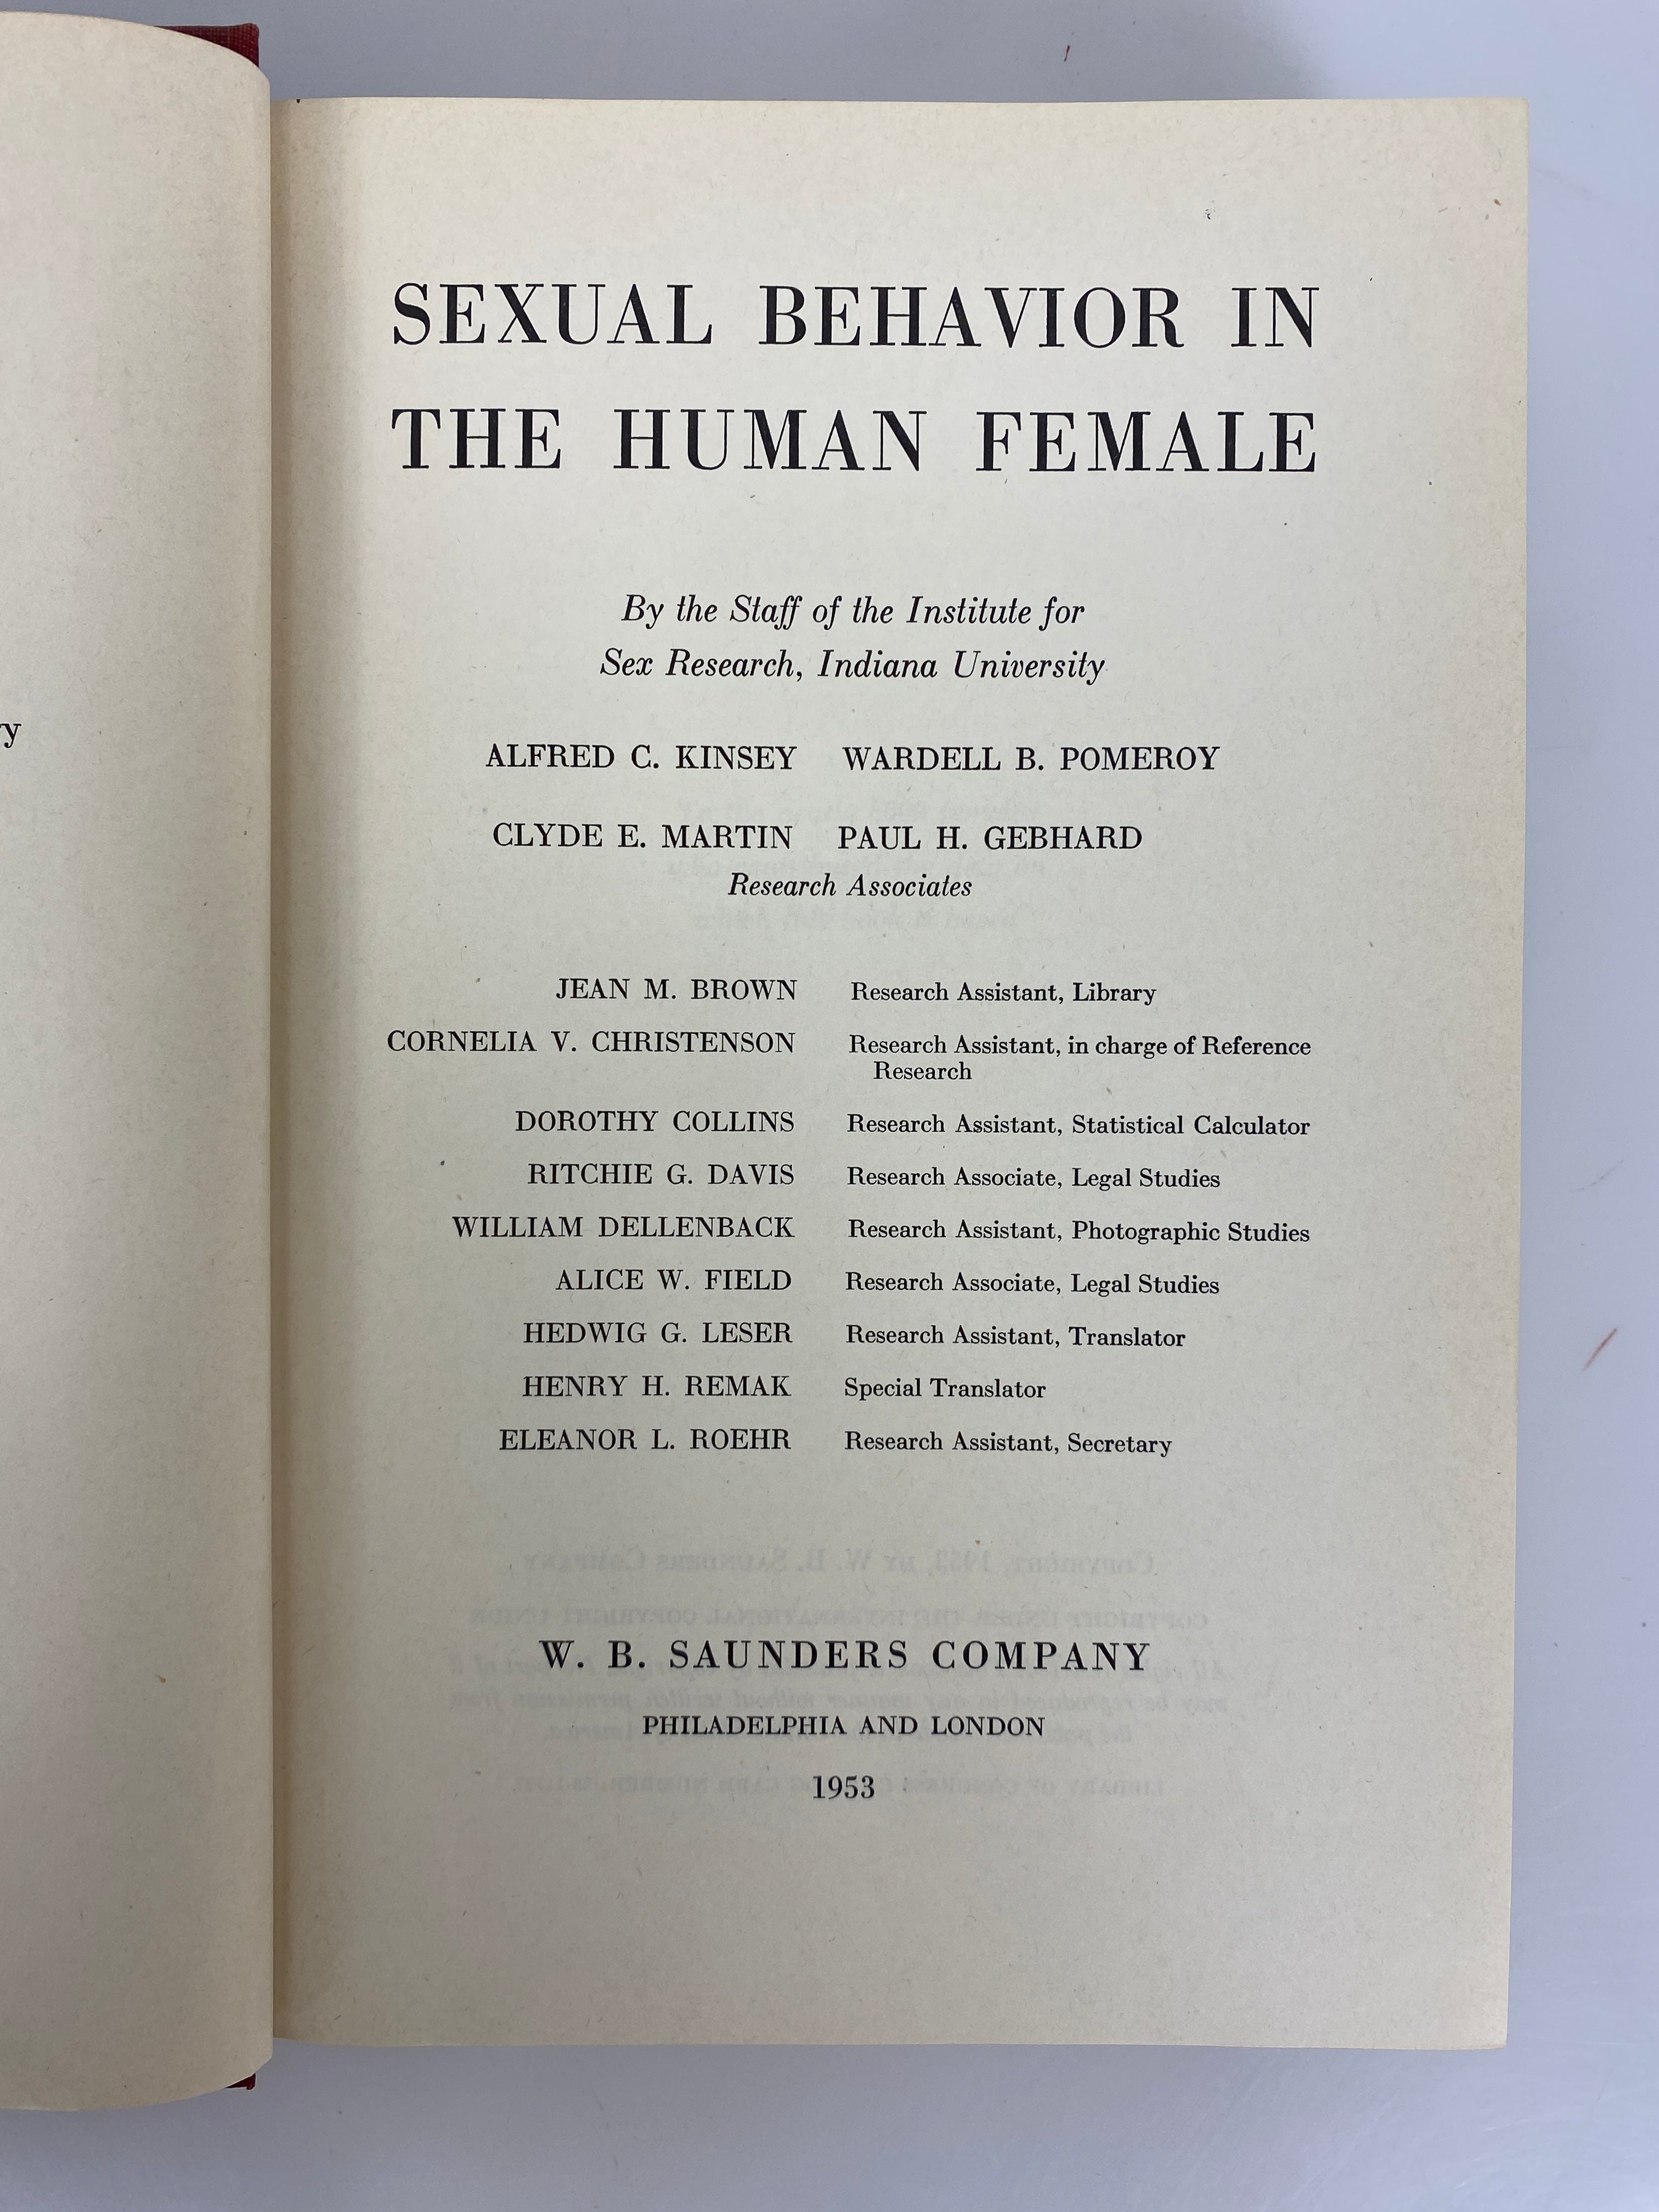 SEXUAL BEHAVIOR IN
THE HUMAN FEMALE
By the Staff of the Institute for
Sex Research, Indiana University
ALFRED C. KINSEY WARDELL B. POMEROY
CLYDE E. MARTIN PAUL H. GEBHARD
Research Associates
JEAN M. BROWN Research Assistant, Library
CORNELIA V. CHRISTENSON Research Assistant, in charge of Reference
Research
DOROTHY COLLINS Research Assistant, Statistical Calculator
RITCHIE G. DAVIS Research Associate, Legal Studies
WILLIAM DELLENBACK Research Assistant, Photographic Studies
ALICE W. FIELD Research Associate, Legal Studies
HEDWIG G. LESER Research Assistant, Translator
HENRY H. REMAK Special Translator
ELEANOR L. ROEHR Research Assistant, Secretary
W. B. SAUNDERS COMPANY
PHILADELPHIA AND LONDON
1953